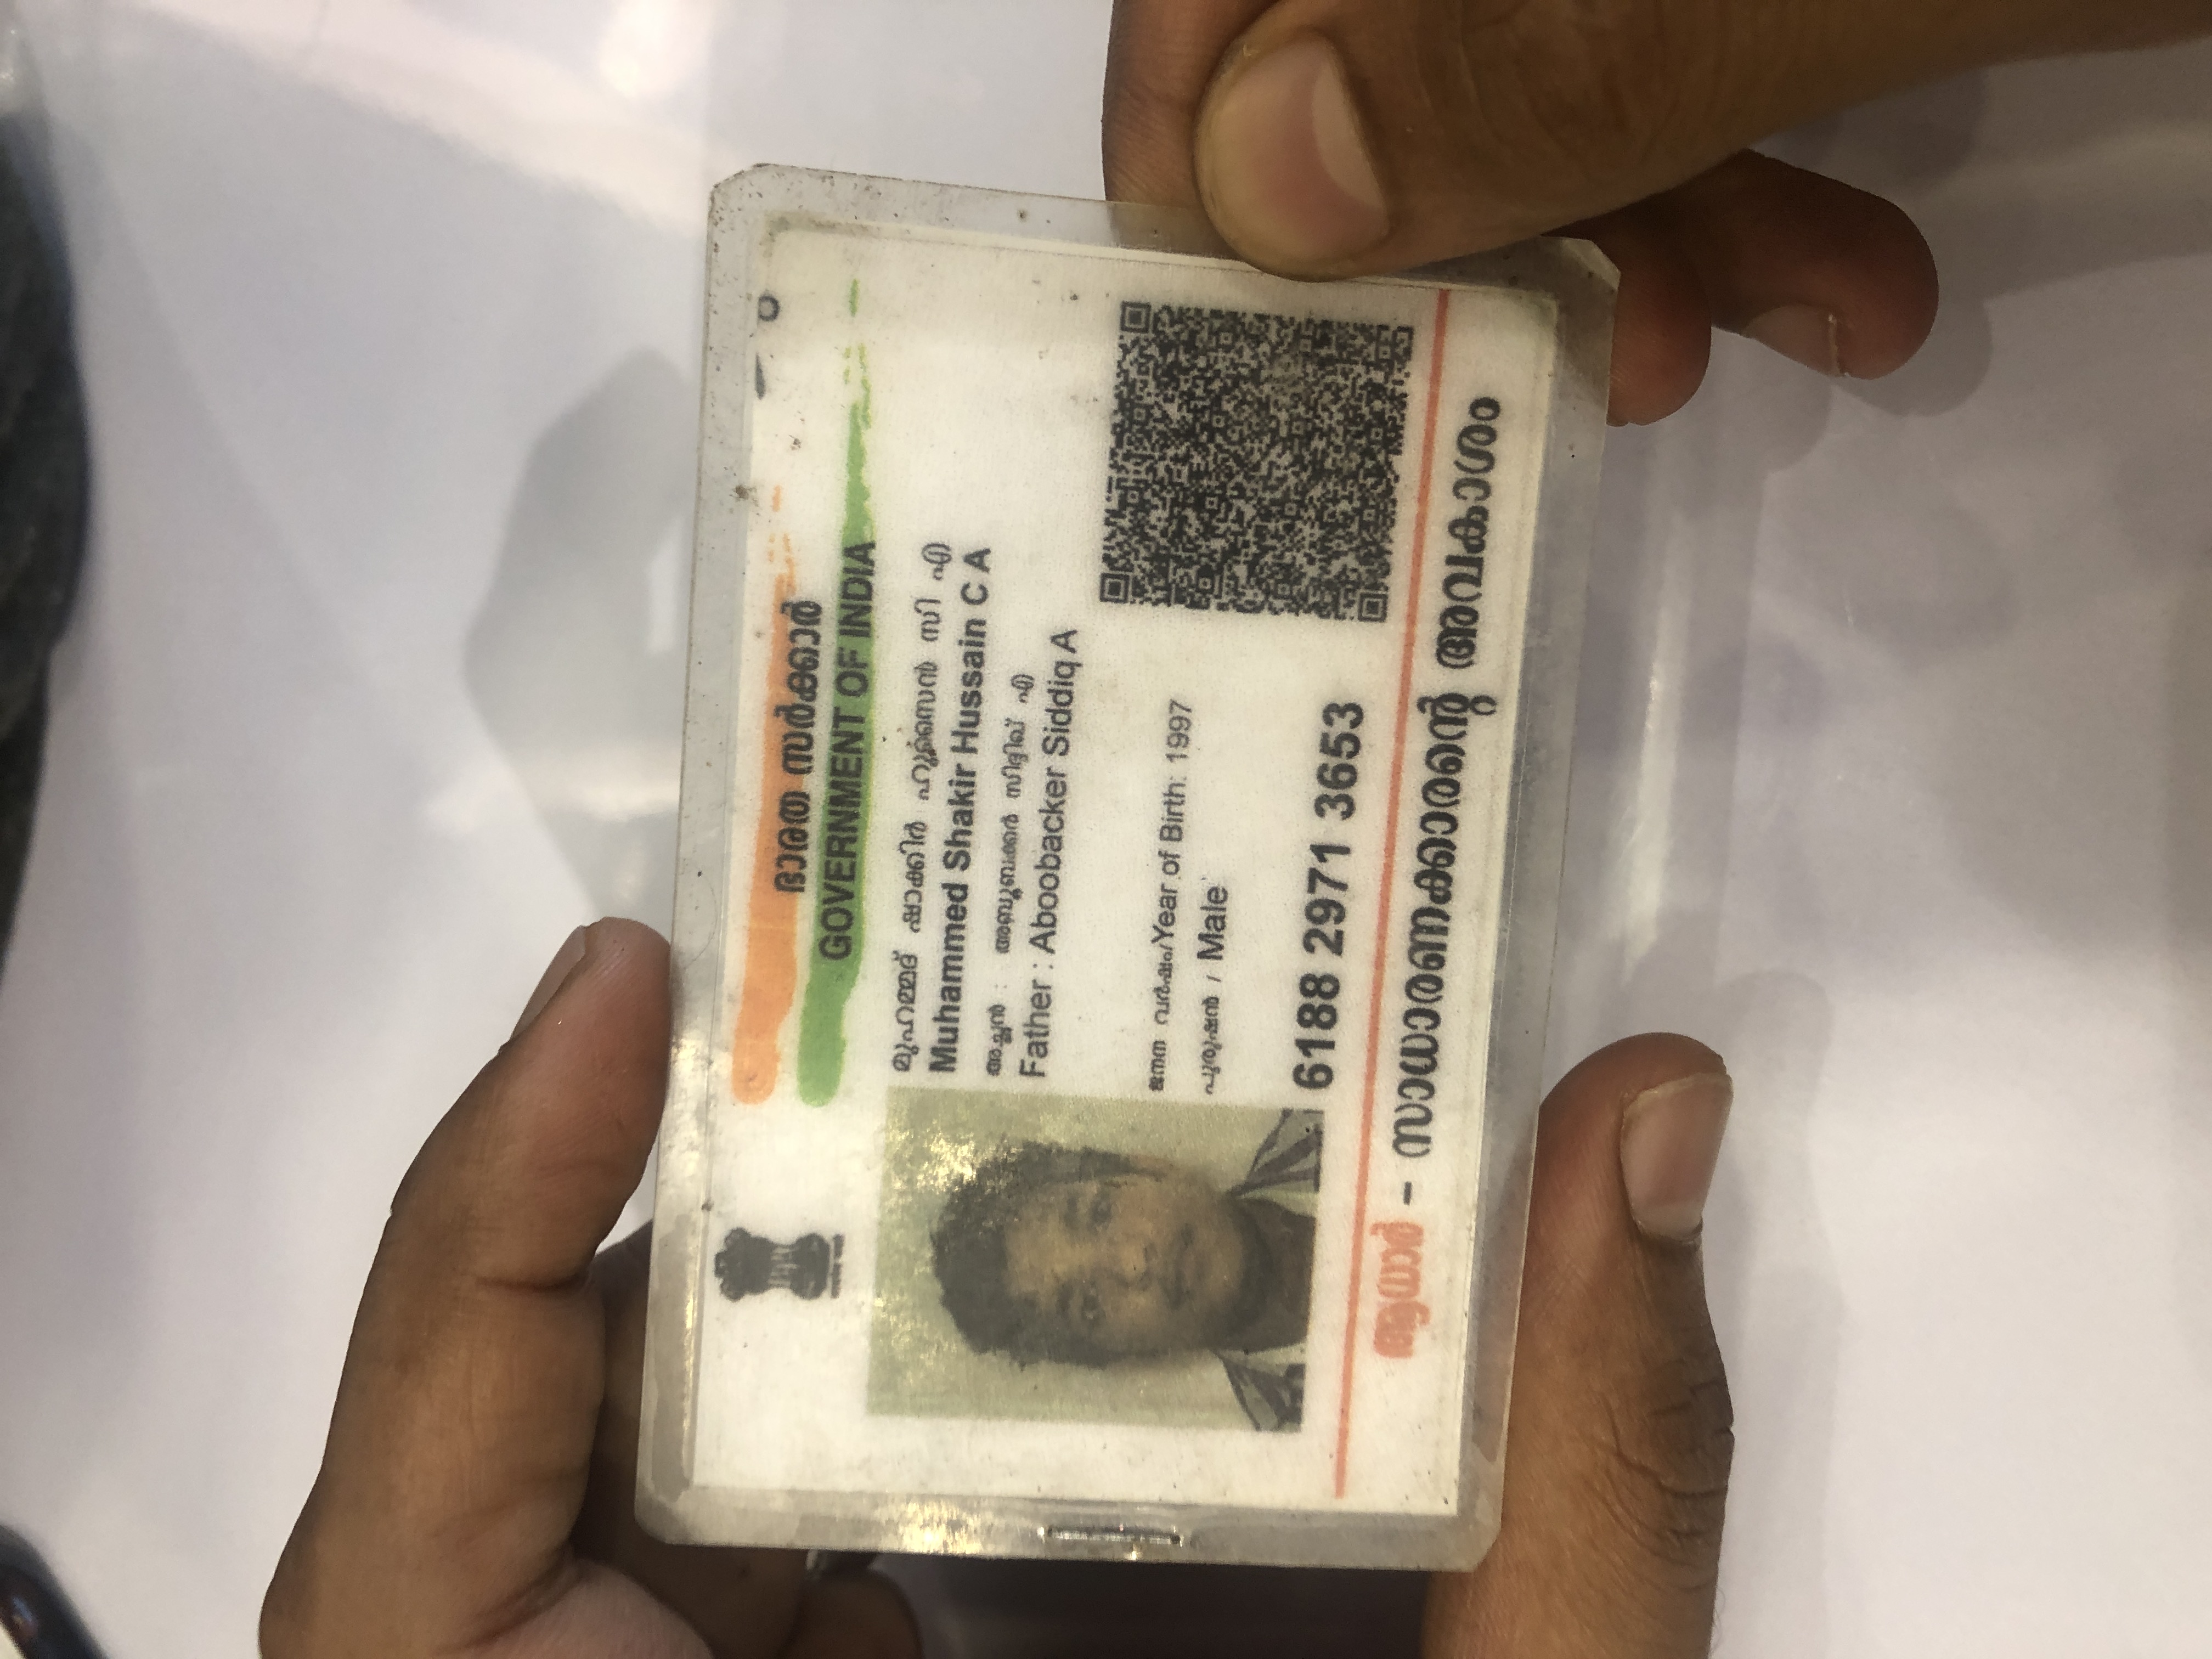 ഭാരത സർക്കാർ
GOVERNMENT OF INDIA
മുഹമ്മദ് ഷാക്കിർ ഹുസൈൻ സി എ
Muhammed Shakir Hussain C A
അച്ഛൻ : അബൂബക്കർ സിദ്ദിഖ് എ
Father : Aboobacker Siddiq A
ജനന വർഷം/Year of Birth: 1997
പുരുഷൻ / Male
6188 2971 3653
ആധാർ – സാധാരണക്കാരന്റെ അവകാശം